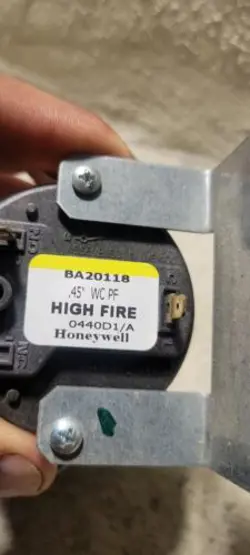 BA20118
.45" WC PF
HIGH FIRE
0440D1/A
Honeywell